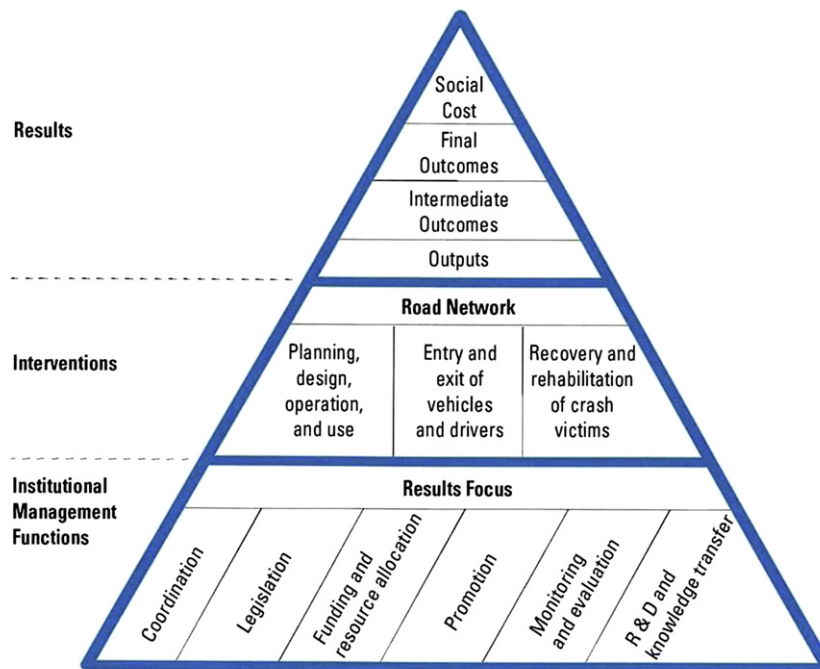 Social
Cost
Results
Final
Outcomes
Intermediate
Outcomes
Outputs
Road Network
Interventions
Planning,
design,
operation,
and use
Entry and
exit of
vehicles
and drivers
Recovery and
rehabilitation
of crash
victims
Institutional
Management
Functions
Results Focus
Coordination
Legislation
Funding and
resource allocation
Promotion
Monitoring
and evaluation
R & D and
knowledge transfer